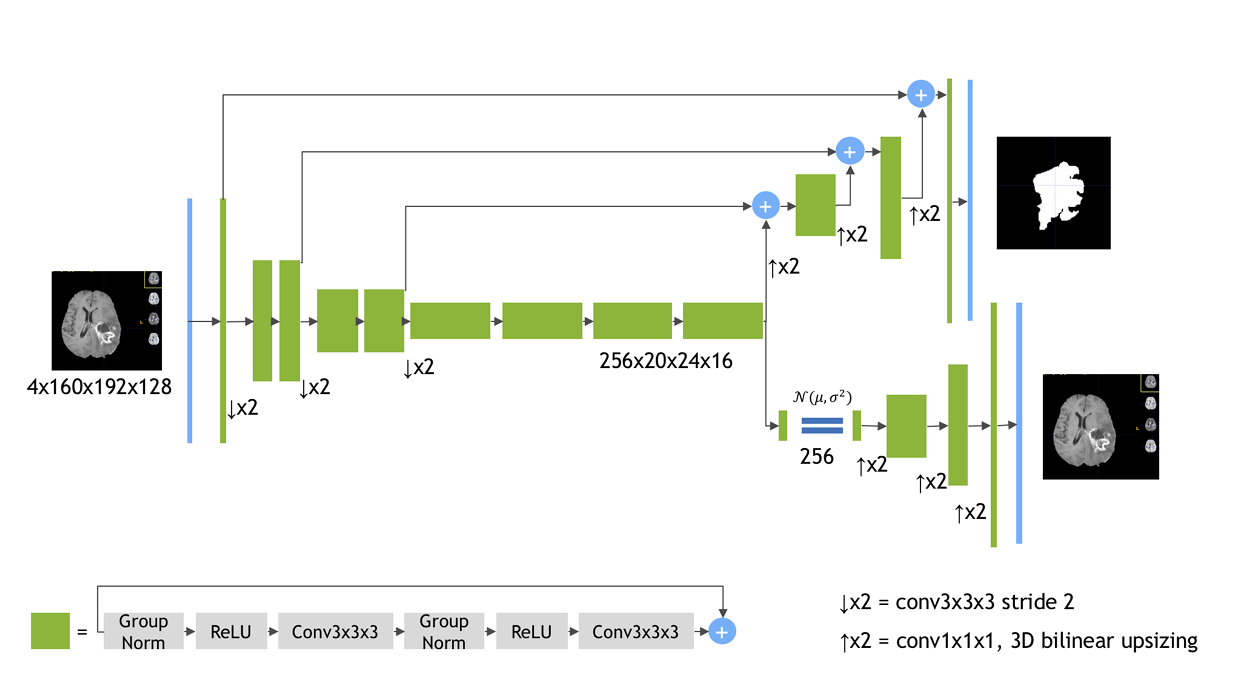 +
+
↑x2
+
↑x2
↑x2
4x160x192x128
↓x2
↓x2
↓x2
256x20x24x16
𝒩(μ, σ²)
256
↑x2
↑x2
↑x2
=
Group
Norm
ReLU
Conv3x3x3
Group
Norm
ReLU
Conv3x3x3
+
↓x2 = conv3x3x3 stride 2
↑x2 = conv1x1x1, 3D bilinear upsizing